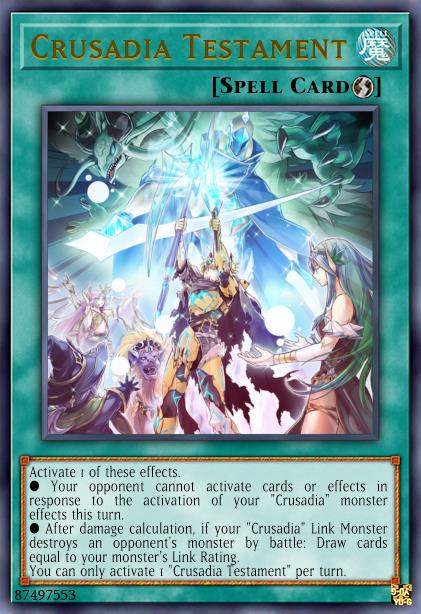 CRUSADIA TESTAMENT
SPELL
魔
[SPELL CARD]
Activate 1 of these effects.
● Your opponent cannot activate cards or effects in
response to the activation of your "Crusadia" monster
effects this turn.
● After damage calculation, if your "Crusadia" Link Monster
destroys an opponent's monster by battle: Draw cards
equal to your monster's Link Rating.
You can only activate 1 "Crusadia Testament" per turn.
87497553